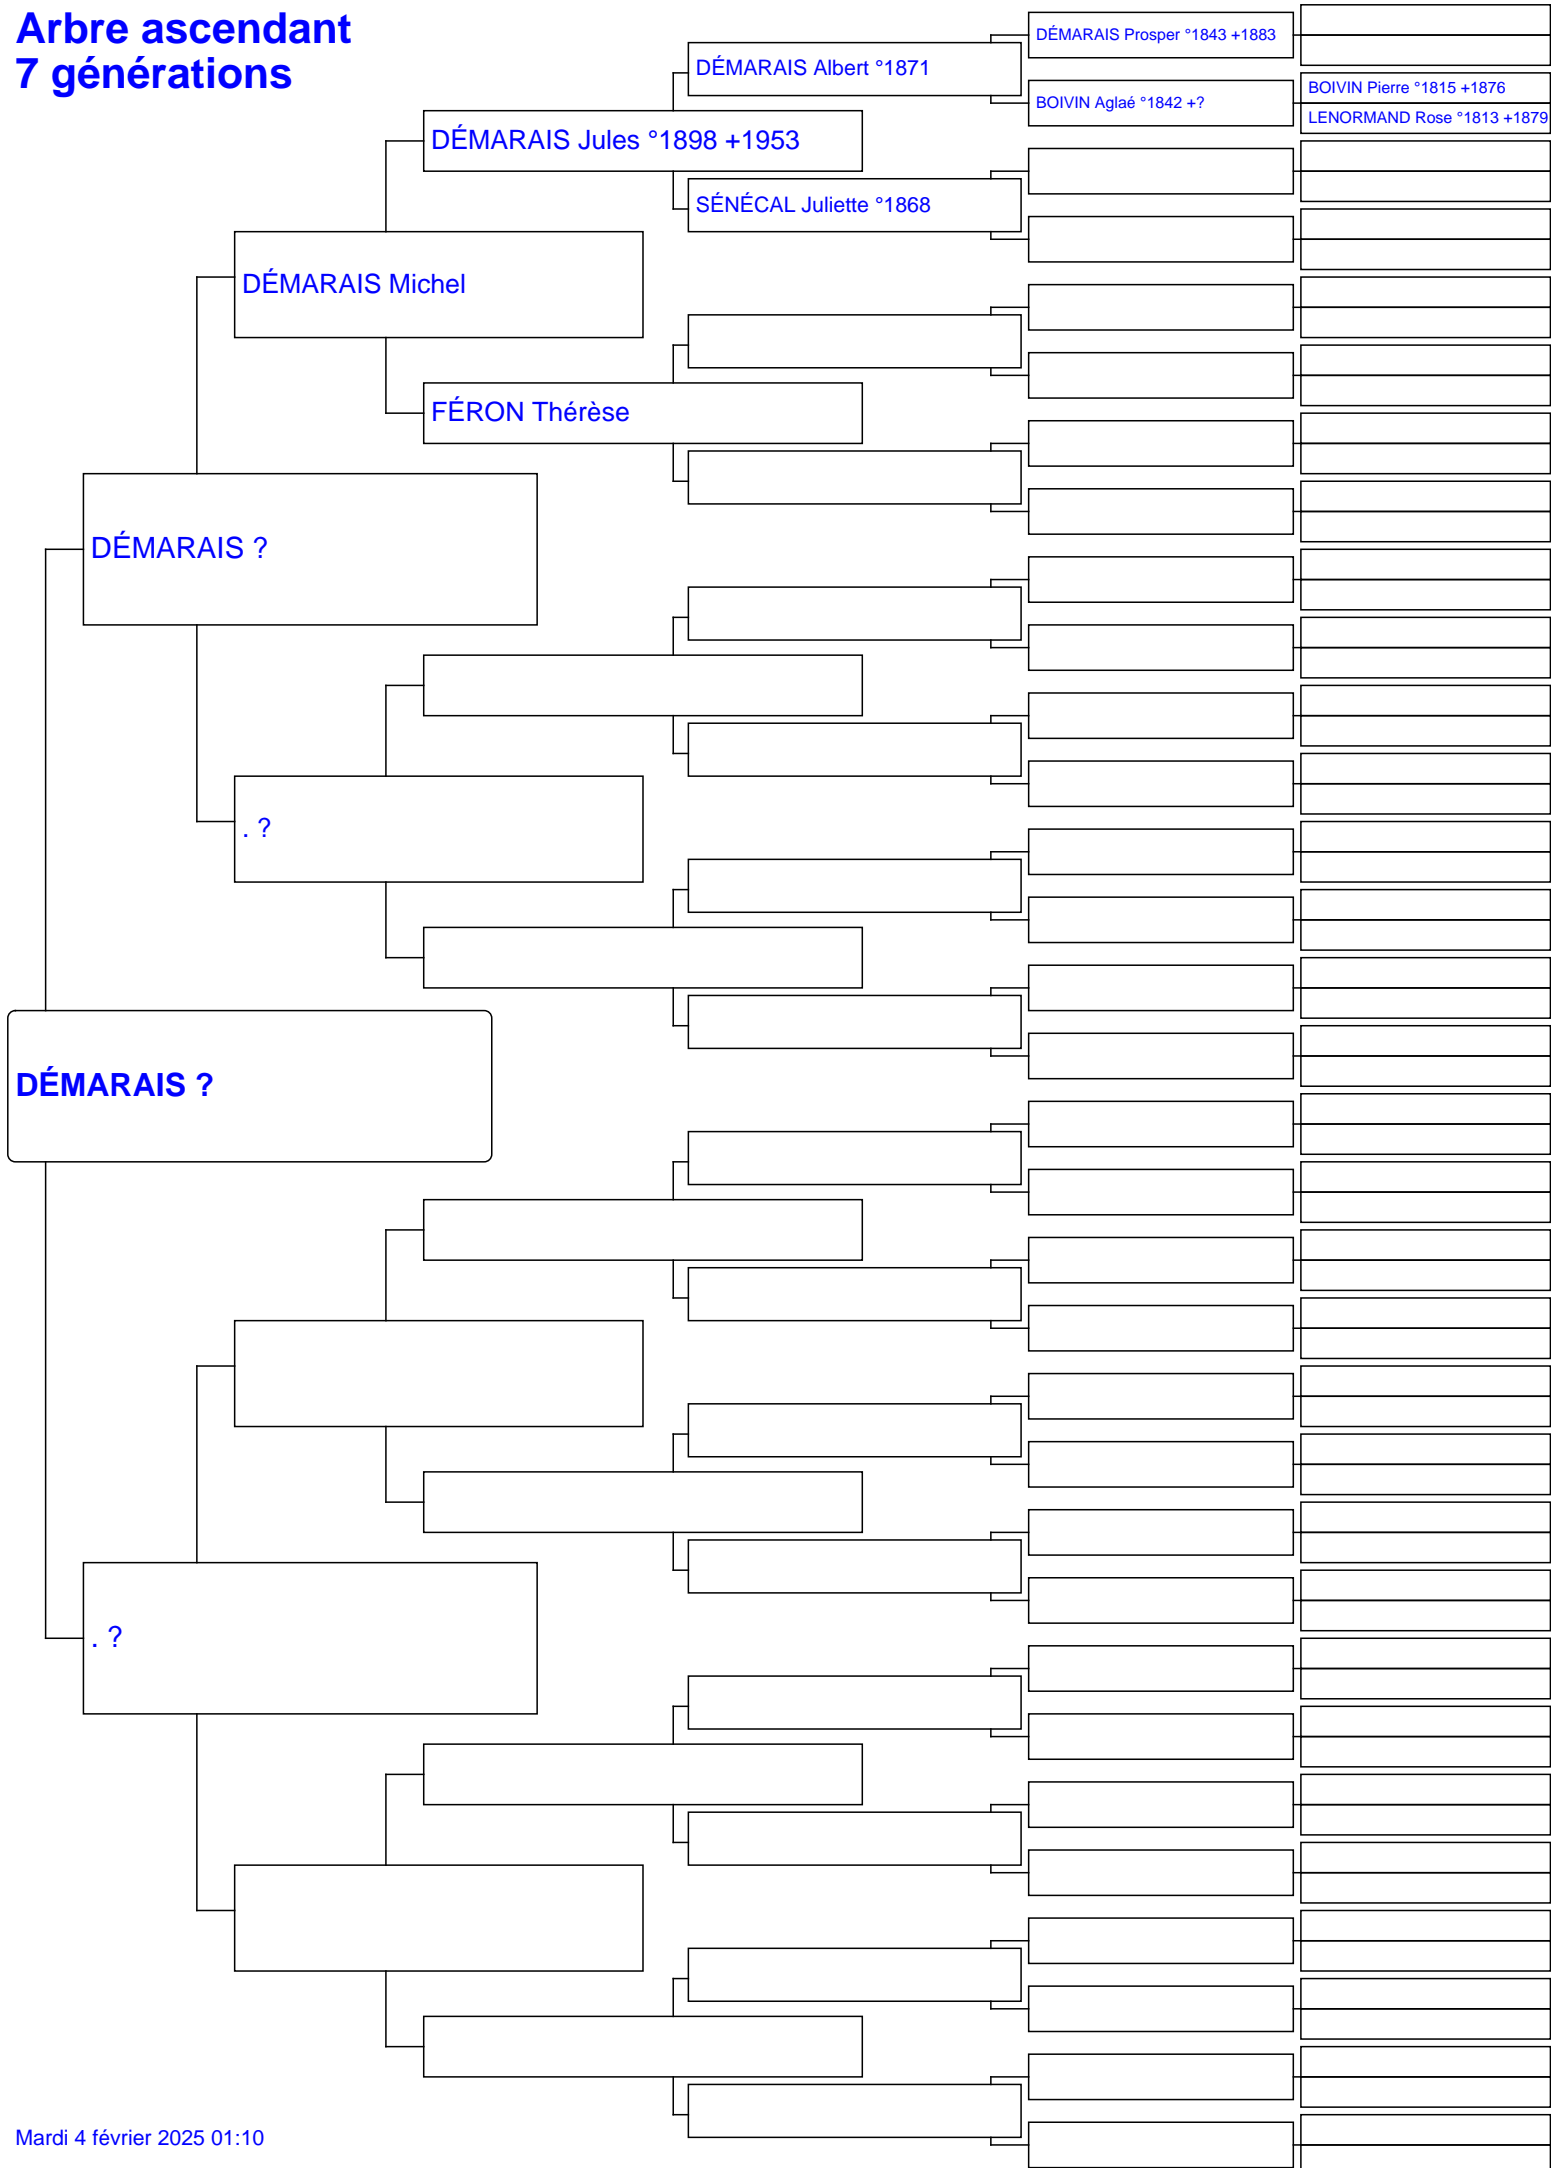 Arbre ascendant
7 générations
DÉMARAIS Prosper °1843 +1883
DÉMARAIS Albert °1871
BOIVIN Pierre °1815 +1876
BOIVIN Aglaé °1842 +?
LENORMAND Rose °1813 +1879
DÉMARAIS Jules °1898 +1953
SÉNÉCAL Juliette °1868
DÉMARAIS Michel
FÉRON Thérèse
DÉMARAIS ?
. ?
DÉMARAIS ?
. ?
Mardi 4 février 2025 01:10